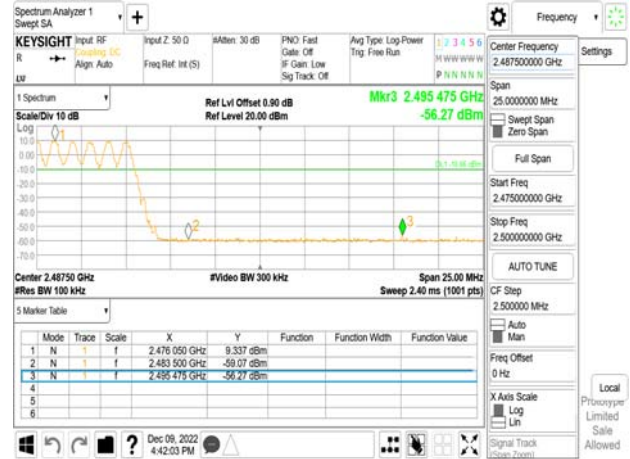 Spectrum Analyzer 1
Swept SA
Frequency
KEYSIGHT
Input: RF
Coupling: DC
Align: Auto
Input Z: 50 Ω
Freq Ref: Int (S)
#Atten: 30 dB
PNO: Fast
Gate: Off
IF Gain: Low
Sig Track: Off
Avg Type: Log-Power
Trig: Free Run
1 2 3 4 5 6
M W W W W W
P N N N N N
R
LXI
Center Frequency
2.487500000 GHz
Settings
Span
25.0000000 MHz
Swept Span
Zero Span
Full Span
Start Freq
2.475000000 GHz
Stop Freq
2.500000000 GHz
AUTO TUNE
CF Step
2.500000 MHz
Auto
Man
Freq Offset
0 Hz
X Axis Scale
Log
Lin
Signal Track
(Span Zoom)
Local
Prototype
Limited
Sale
Allowed
1 Spectrum
Scale/Div 10 dB
Log
Ref Lvl Offset 0.90 dB
Ref Level 20.00 dBm
Mkr3 2.495 475 GHz
-56.27 dBm
10.0
0.00
-10.0
-20.0
-30.0
-40.0
-50.0
-60.0
-70.0
1
2
3
Center 2.48750 GHz
#Res BW 100 kHz
#Video BW 300 kHz
Span 25.00 MHz
Sweep 2.40 ms (1001 pts)
5 Marker Table
Mode Trace Scale X Y Function Function Width Function Value
1 N 1 f 2.476 050 GHz 9.337 dBm
2 N 1 f 2.483 500 GHz -59.07 dBm
3 N 1 f 2.495 475 GHz -56.27 dBm
4
5
6
?
Dec 09, 2022
4:42:03 PM